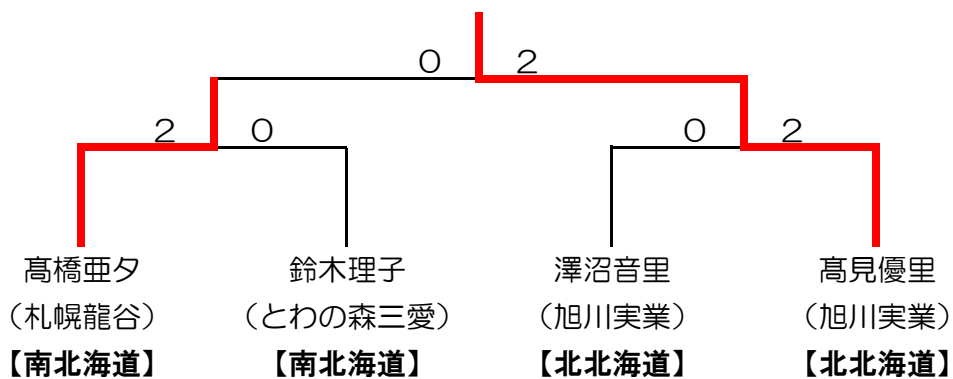 ０ ２
２ ０ ０ ２
髙橋亜夕 鈴木理子 澤沼音里 髙見優里
（札幌龍谷） （とわの森三愛） （旭川実業） （旭川実業）
【南北海道】 【南北海道】 【北北海道】 【北北海道】